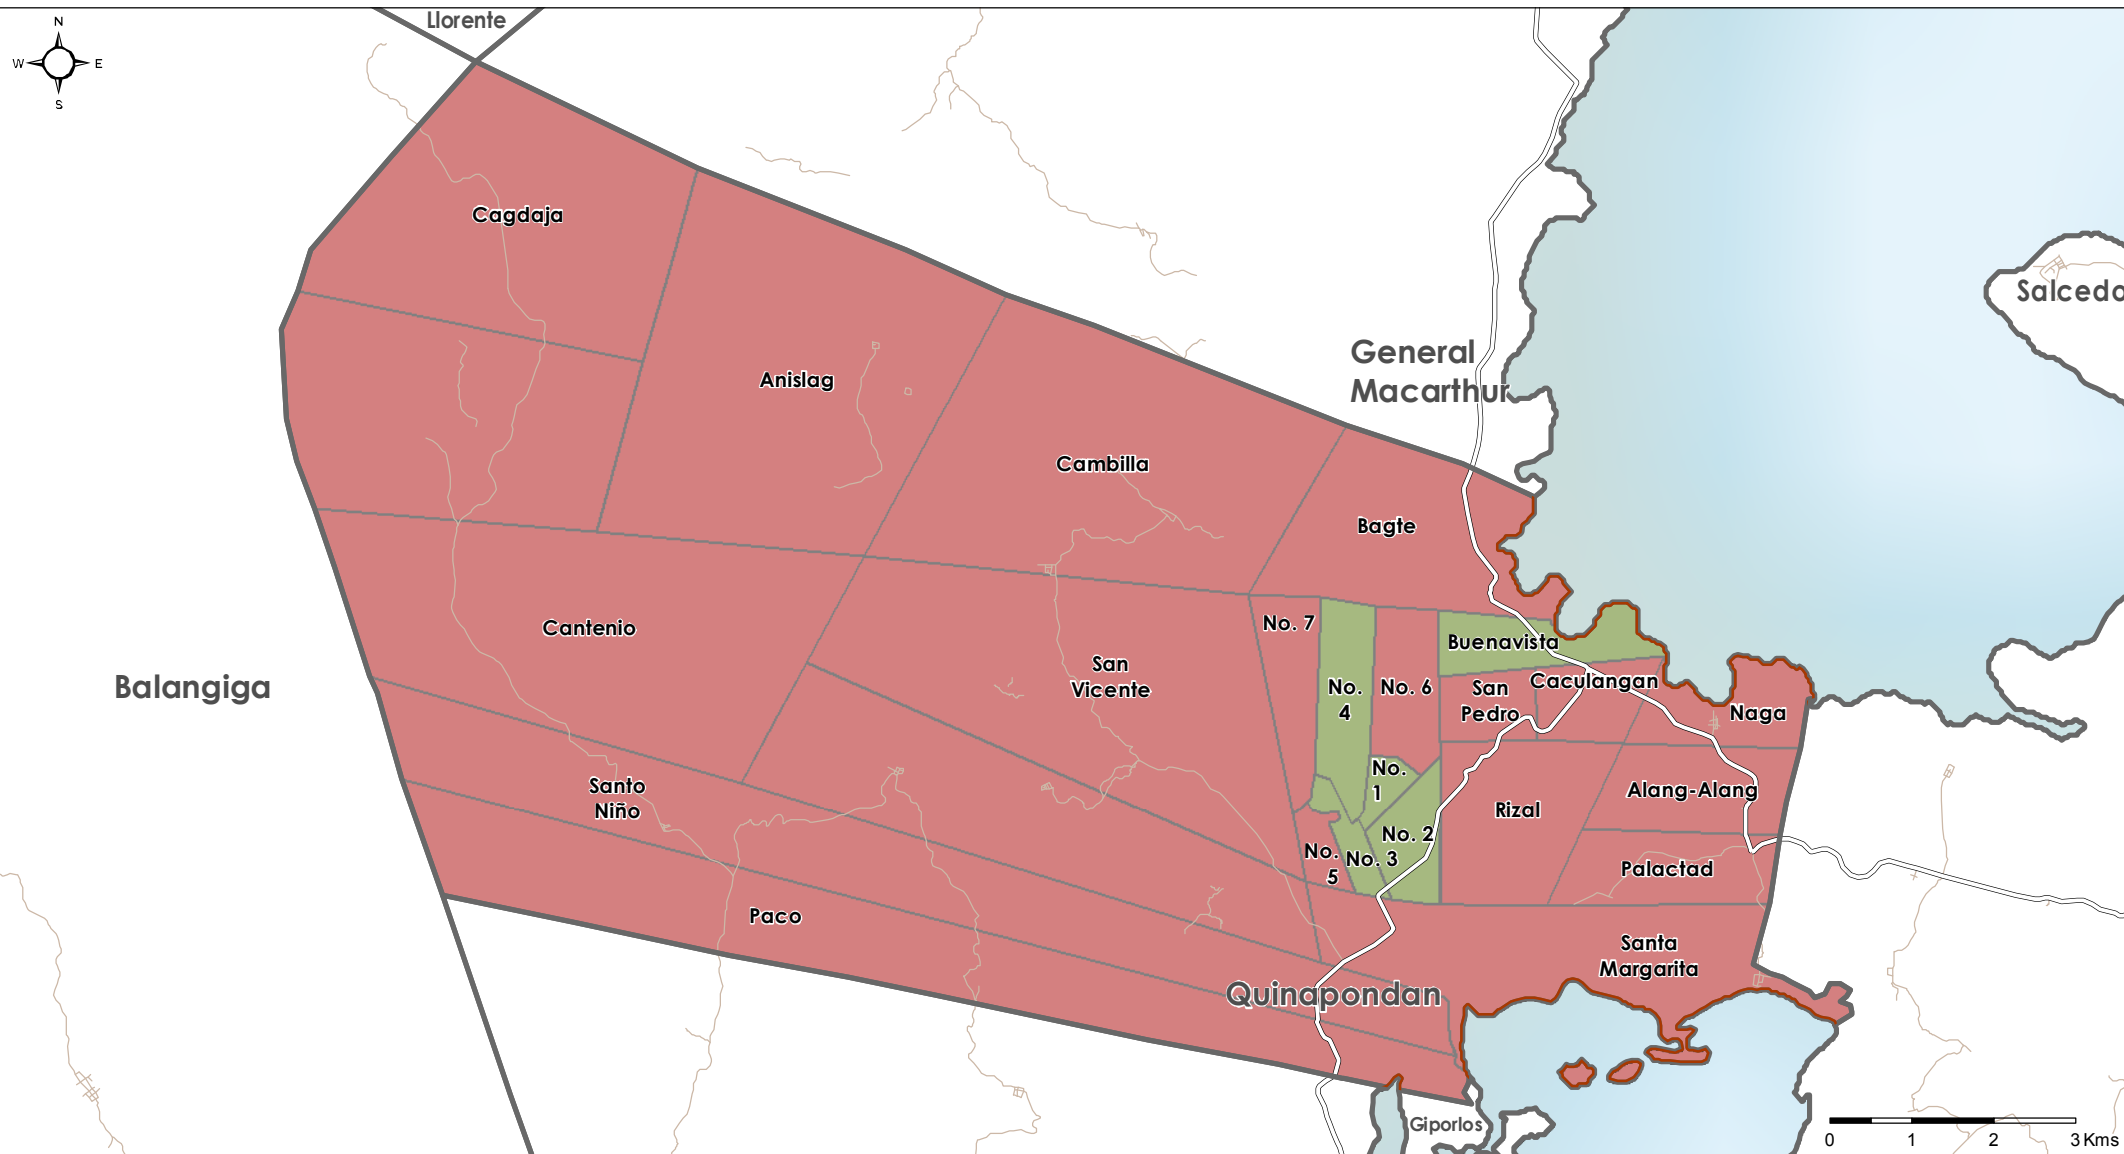 Llorente
N
W
E
S
Cagdaja
Salcedo
General
Macarthur
Anislag
Cambilla
Bagte
No. 7
Cantenio
Buenavista
San
Vicente
No.
4
No. 6
San
Pedro
Caculangan
Balangiga
Naga
Santo
Niño
No.
1
Alang-Alang
Rizal
No. 2
No.
5
No. 3
Palactad
Paco
Santa
Margarita
Quinapondan
Giporlos
0 1 2 3 Kms